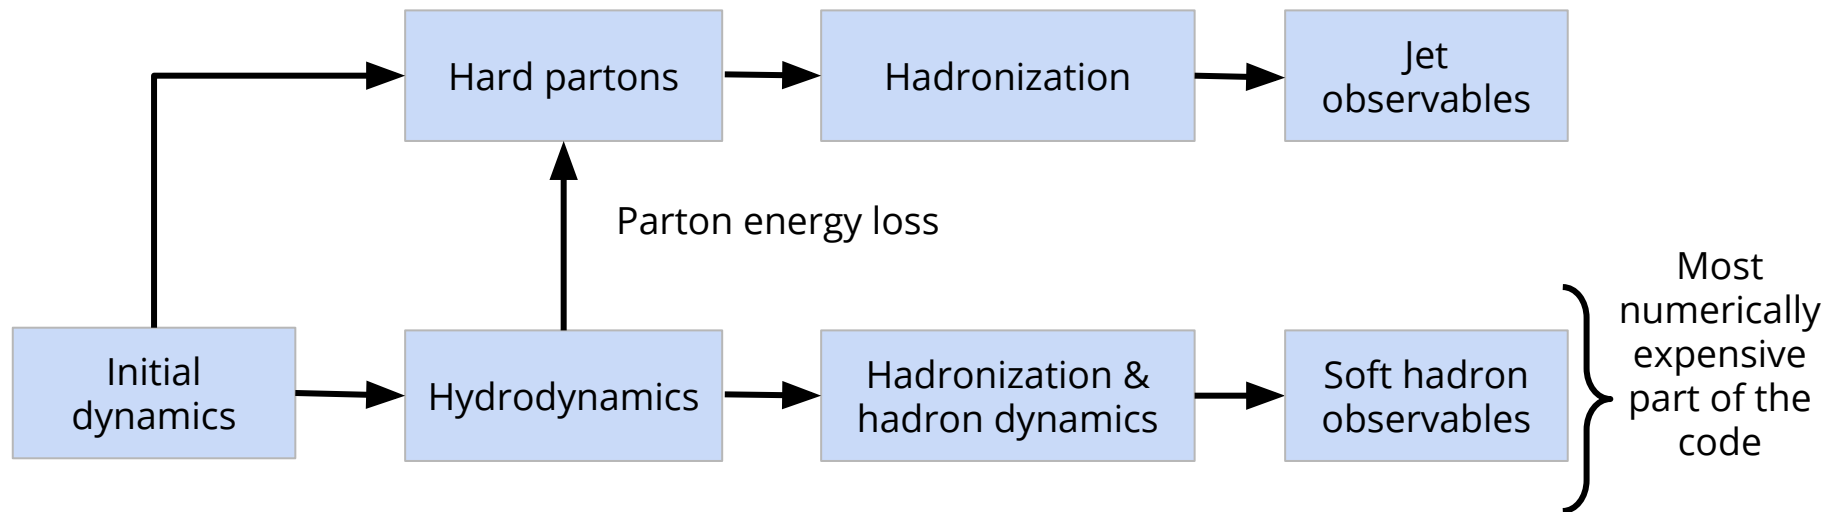 Hard partons
Hadronization
Jet
observables
Parton energy loss
Initial
dynamics
Hydrodynamics
Hadronization &
hadron dynamics
Soft hadron
observables
Most
numerically
expensive
part of the
code